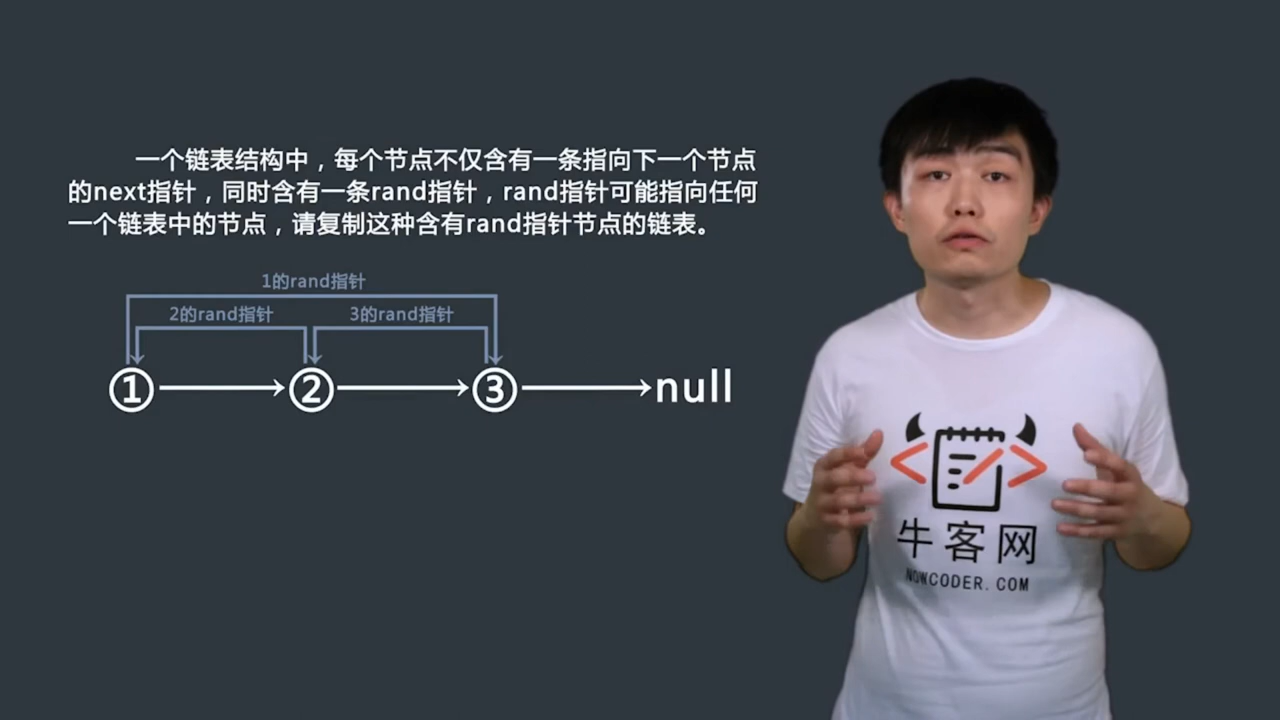 一个链表结构中，每个节点不仅含有一条指向下一个节点
的next指针，同时含有一条rand指针，rand指针可能指向任何
一个链表中的节点，请复制这种含有rand指针节点的链表。
1的rand指针
2的rand指针 3的rand指针
1 2 3 null
牛客网
NOWCODER.COM